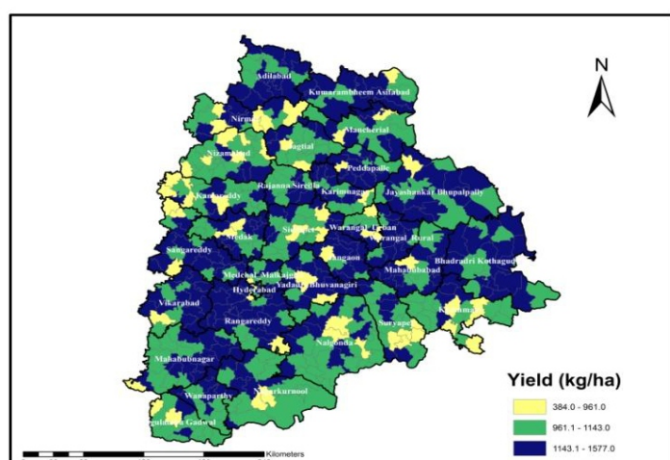 N
Adilabad
Kumarambheem Asifabad
Nirmal
Mancherial
Jagtial
Nizamabad
Peddapalle
Rajanna Sircilla
Karimnagar
Jayashankar Bhupalpally
Kamareddy
Siddipet
Warangal Urban
Medak
Warangal Rural
Sangareddy
Jangaon
Bhadradri Kothagud
Mahabubabad
Medchal Malkajgiri
Yadadri Bhuvanagiri
Hyderabad
Vikarabad
Rangareddy
Khammam
Suryapet
Nalgonda
Mahabubnagar
Wanaparthy
Nagarkurnool
Gadwal
Yield (kg/ha)
384.0 - 961.0
961.1 - 1143.0
1143.1 - 1577.0
Kilometers